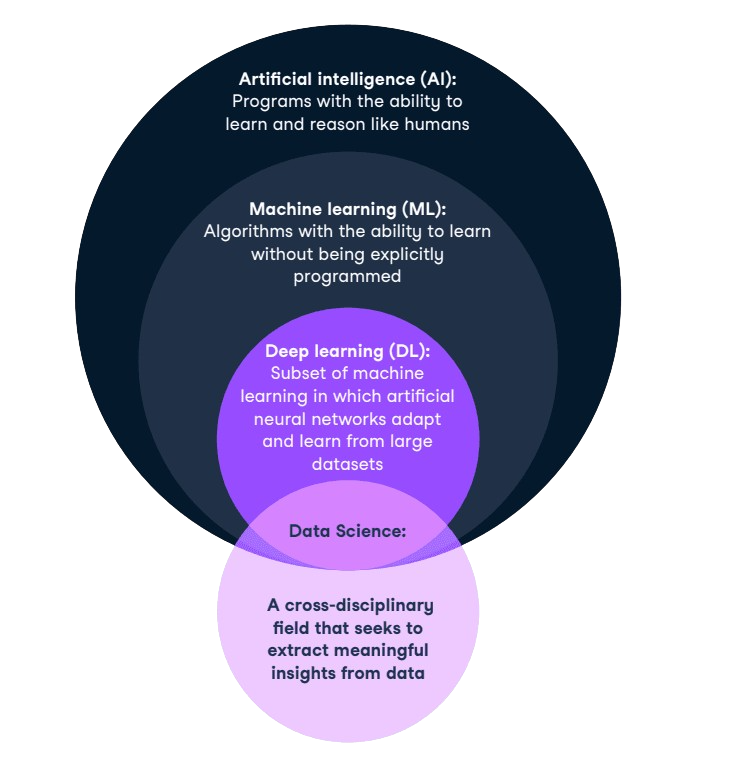 Artificial intelligence (AI):
Programs with the ability to
learn and reason like humans
Machine learning (ML):
Algorithms with the ability to learn
without being explicitly
programmed
Deep learning (DL):
Subset of machine
learning in which artificial
neural networks adapt
and learn from large
datasets
Data Science:
A cross-disciplinary
field that seeks to
extract meaningful
insights from data